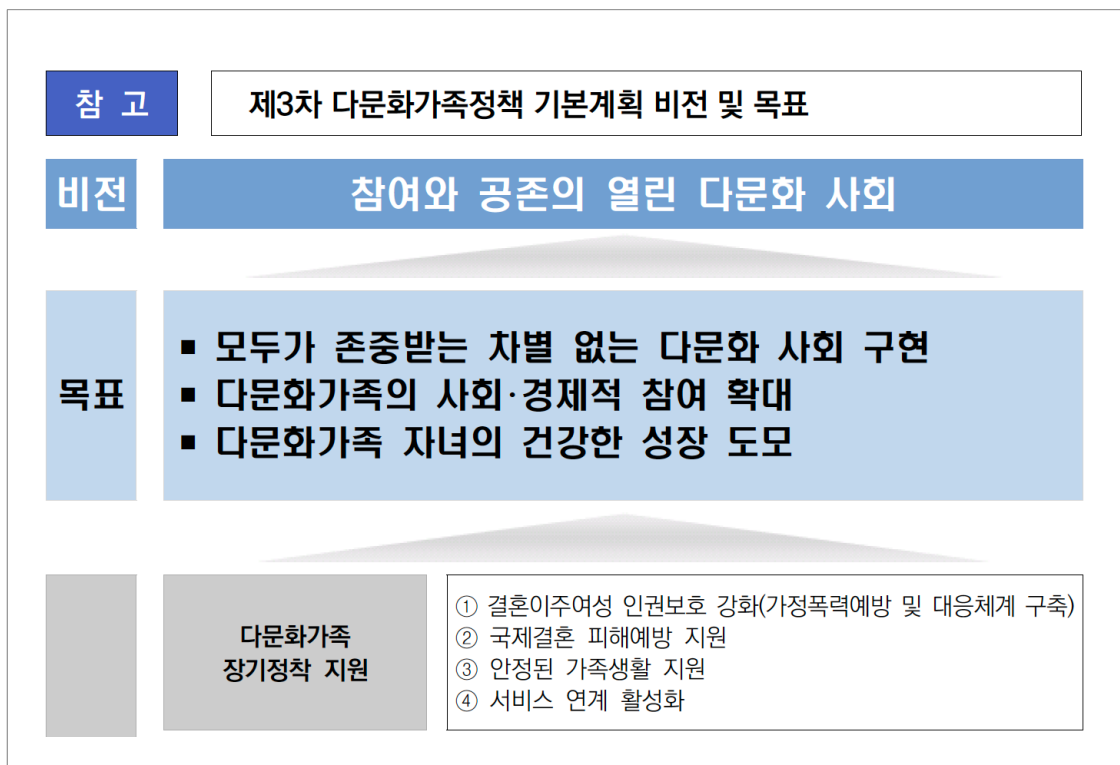 참 고
제3차 다문화가족정책 기본계획 비전 및 목표
비전
참여와 공존의 열린 다문화 사회
목표
▪ 모두가 존중받는 차별 없는 다문화 사회 구현
▪ 다문화가족의 사회·경제적 참여 확대
▪ 다문화가족 자녀의 건강한 성장 도모
다문화가족
장기정착 지원
① 결혼이주여성 인권보호 강화(가정폭력예방 및 대응체계 구축)
② 국제결혼 피해예방 지원
③ 안정된 가족생활 지원
④ 서비스 연계 활성화